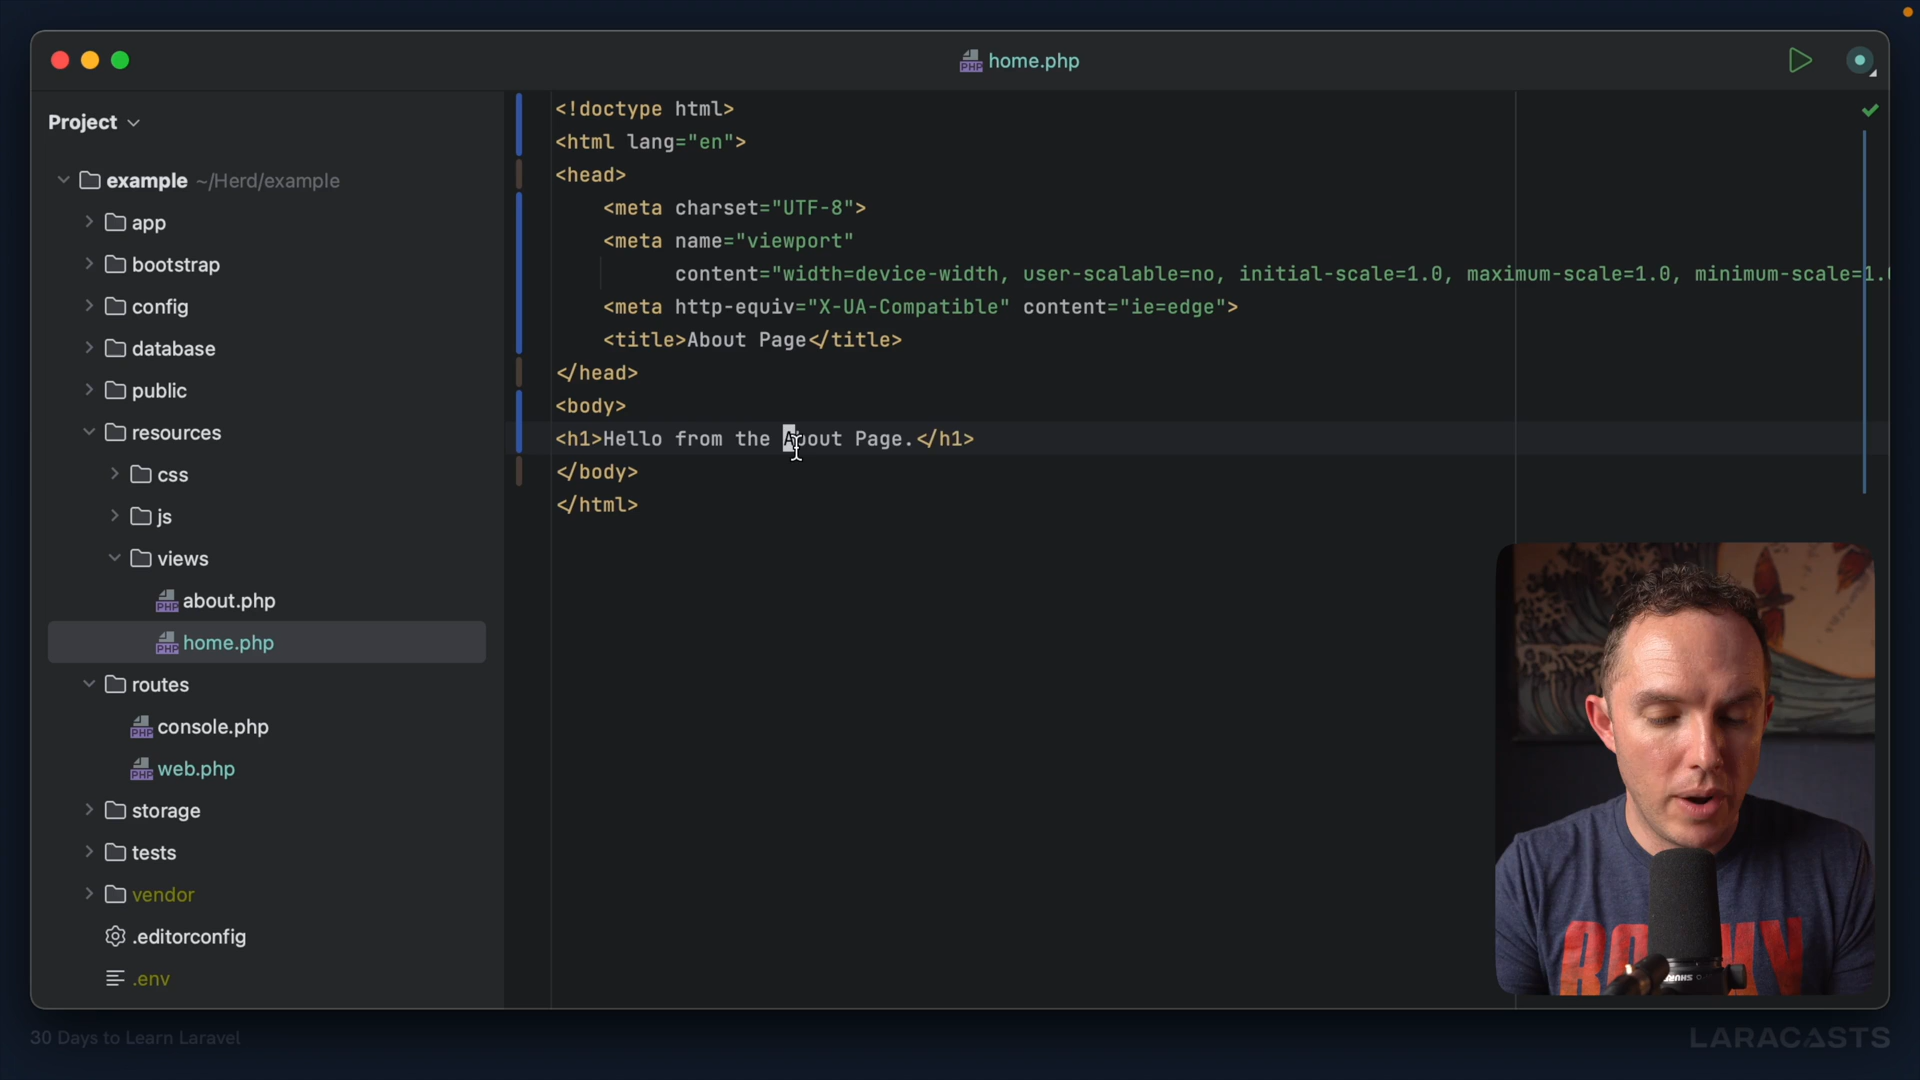 home.php
Project
example ~/Herd/example
app
bootstrap
config
database
public
resources
css
js
views
about.php
home.php
routes
console.php
web.php
storage
tests
vendor
.editorconfig
.env
<!doctype html>
<html lang="en">
<head>
<meta charset="UTF-8">
<meta name="viewport"
content="width=device-width, user-scalable=no, initial-scale=1.0, maximum-scale=1.0, minimum-scale=1.
<meta http-equiv="X-UA-Compatible" content="ie=edge">
<title>About Page</title>
</head>
<body>
<h1>Hello from the About Page.</h1>
</body>
</html>
SHURE
30 Days to Learn Laravel
LARACASTS